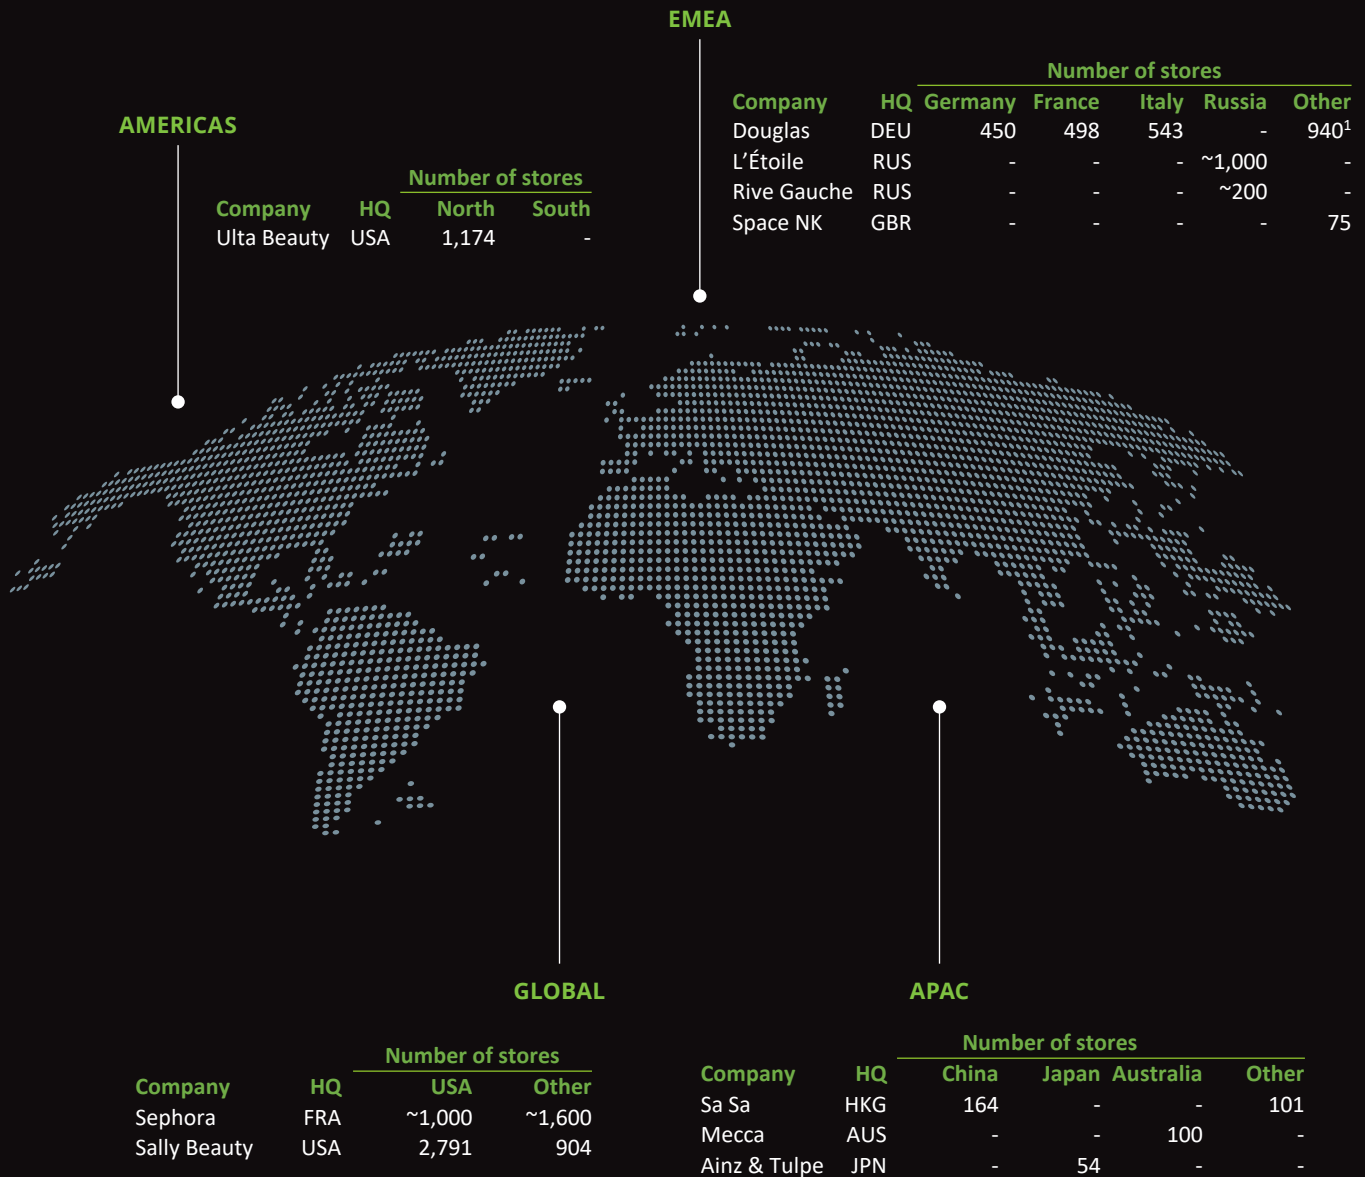 EMEA
Number of stores
Company HQ Germany France Italy Russia Other
Douglas DEU 450 498 543 - 940¹
L’Étoile RUS - - - ~1,000 -
Rive Gauche RUS - - - ~200 -
Space NK GBR - - - - 75
AMERICAS
Number of stores
Company HQ North South
Ulta Beauty USA 1,174 -
GLOBAL
Number of stores
Company HQ USA Other
Sephora FRA ~1,000 ~1,600
Sally Beauty USA 2,791 904
APAC
Number of stores
Company HQ China Japan Australia Other
Sa Sa HKG 164 - - 101
Mecca AUS - - 100 -
Ainz & Tulpe JPN - 54 - -